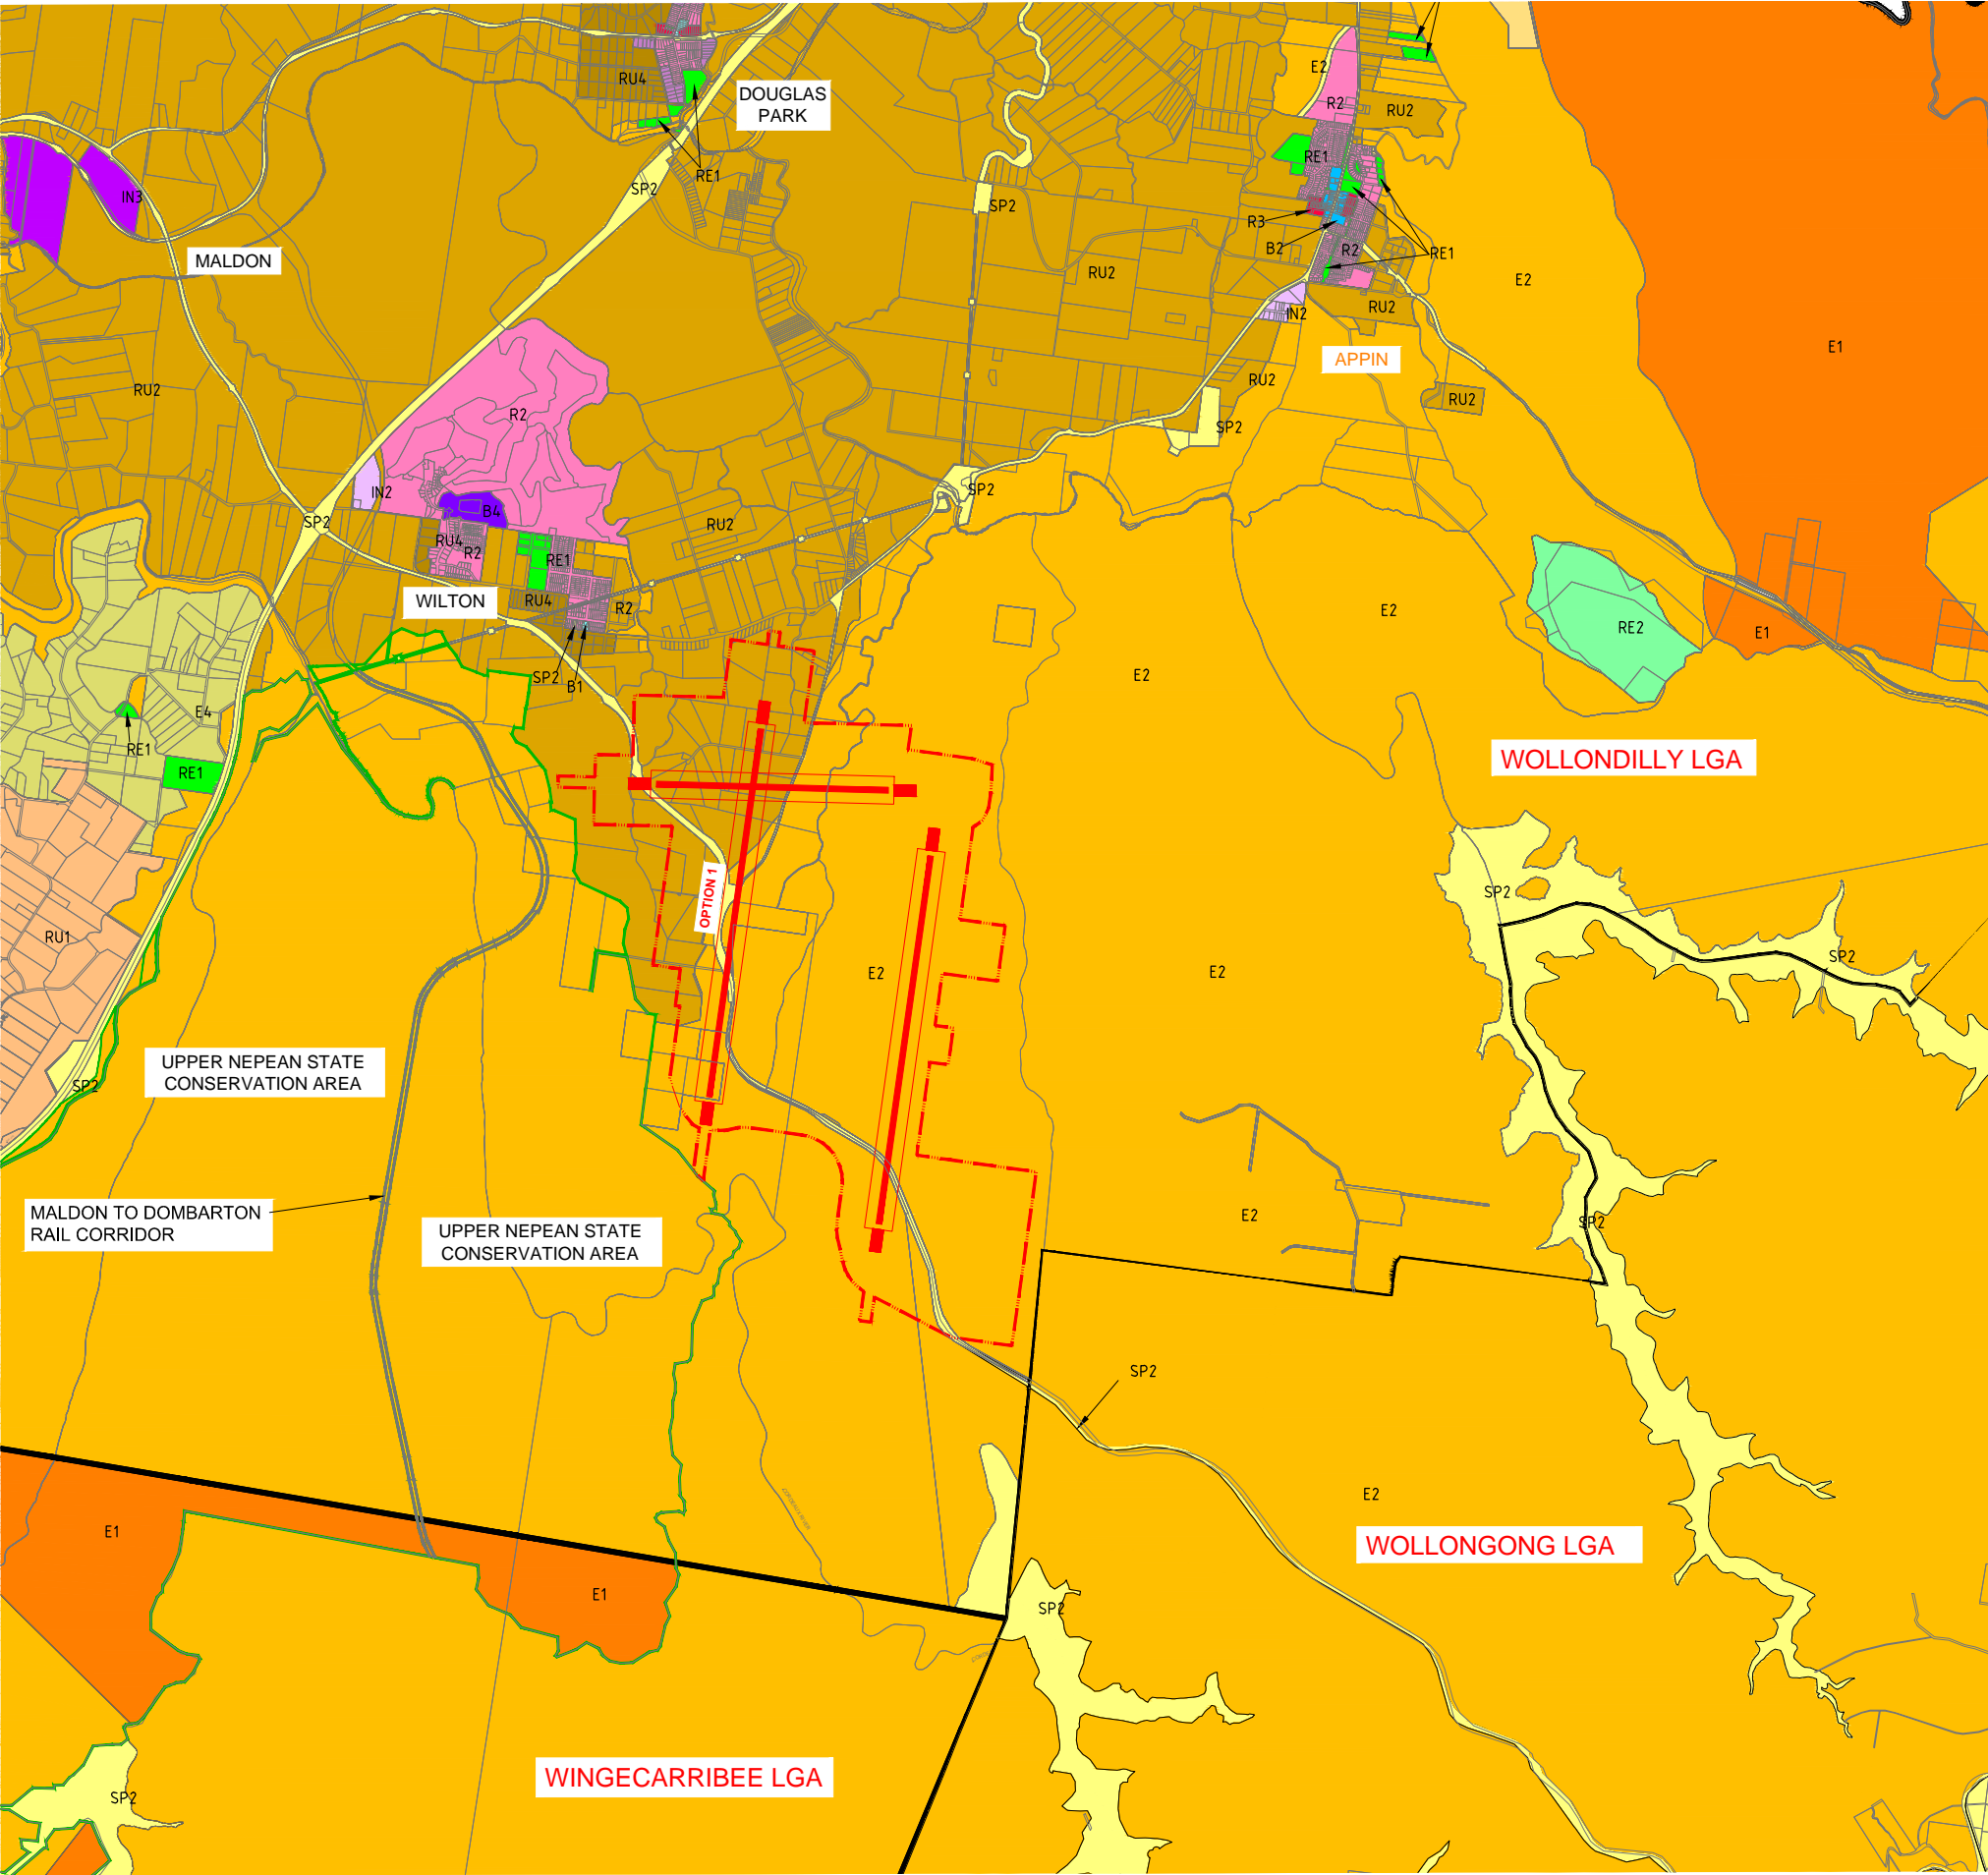 RU4
DOUGLAS
PARK
E2
R2
RU2
IN3
SP2
RE1
RE1
SP2
R3
B2
R2
RE1
MALDON
RU2
E2
IN2
RU2
APPIN
E1
RU2
RU2
RU2
R2
SP2
IN2
B4
SP2
SP2
RU2
RU4
R2
RE1
WILTON
RU4
R2
E2
RE2
E1
SP2
B1
E2
E4
RE1
RE1
WOLLONDILLY LGA
OPTION 1
SP2
RU1
E2
E2
SP2
UPPER NEPEAN STATE
CONSERVATION AREA
SP2
MALDON TO DOMBARTON
RAIL CORRIDOR
UPPER NEPEAN STATE
CONSERVATION AREA
E2
SP2
SP2
E2
E1
WOLLONGONG LGA
E1
SP2
WINGECARRIBEE LGA
SP2